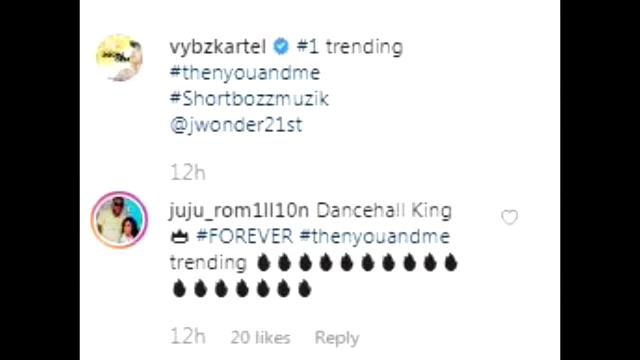 vybzkartel #1 trending
#thenyouandme
#Shortbozzmuzik
@jwonder21st
12h
juju_rom1ll10n Dancehall King
#FOREVER #thenyouandme
trending
12h 20 likes Reply